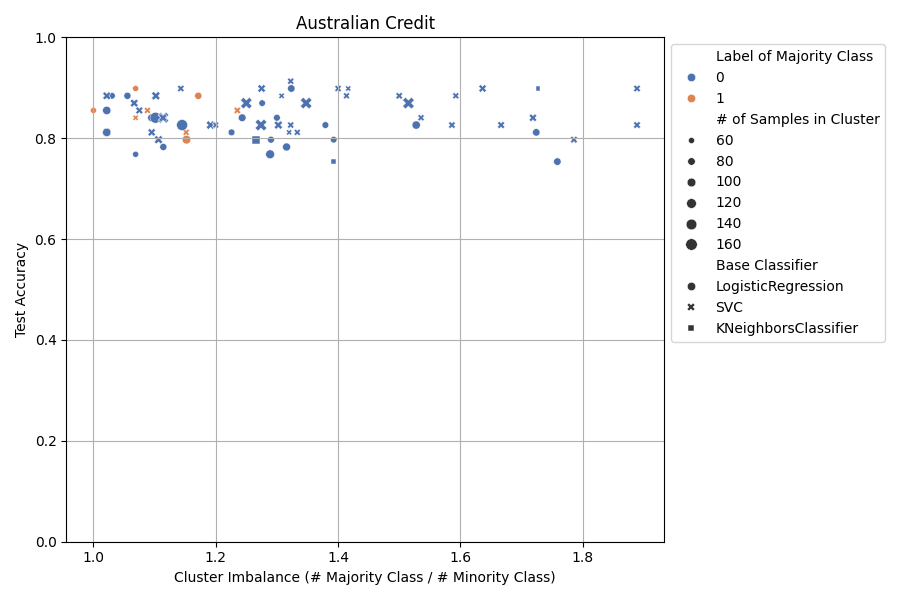 Australian Credit
Test Accuracy
1.0
0.8
0.6
0.4
0.2
0.0
1.0
1.2
1.4
1.6
1.8
Cluster Imbalance (# Majority Class / # Minority Class)
Label of Majority Class
0
1
# of Samples in Cluster
60
80
100
120
140
160
Base Classifier
LogisticRegression
SVC
KNeighborsClassifier